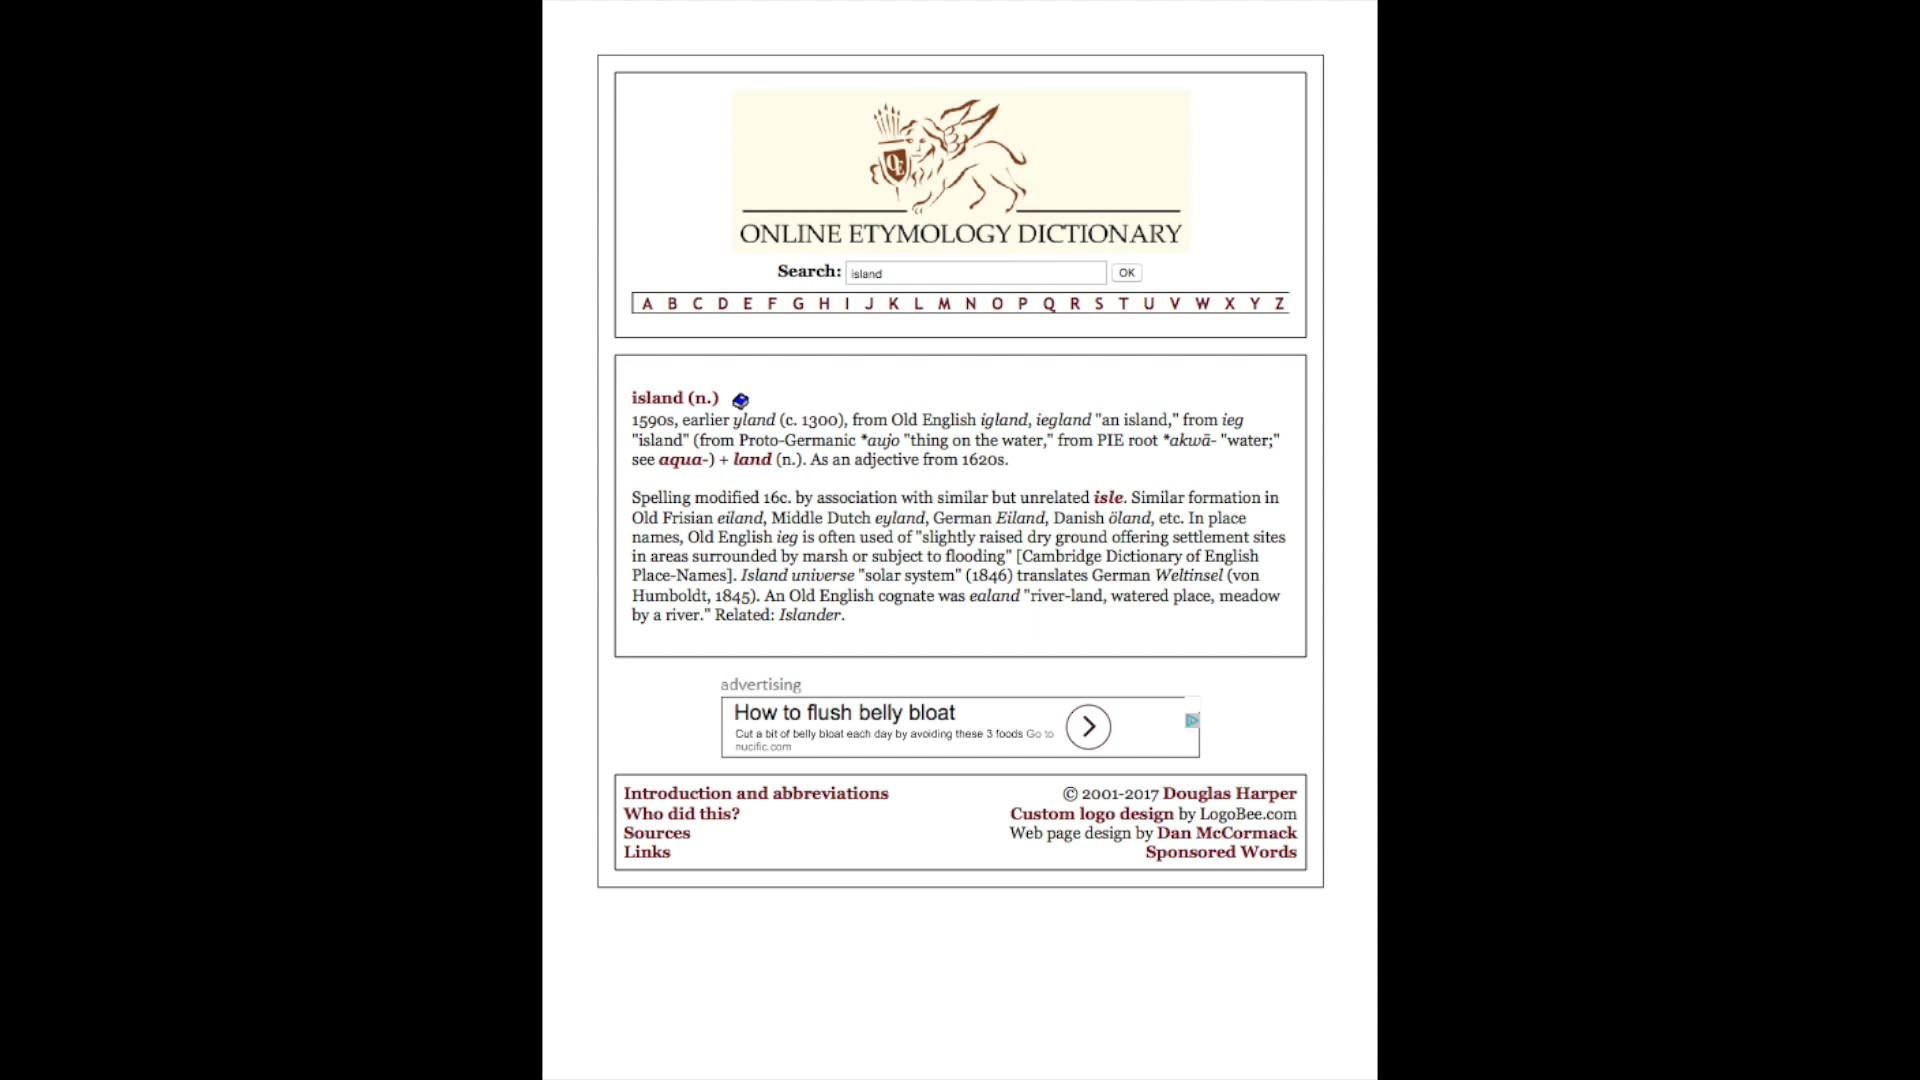 OE
ONLINE ETYMOLOGY DICTIONARY
Search: island OK
A B C D E F G H I J K L M N O P Q R S T U V W X Y Z
island (n.)
1590s, earlier yland (c. 1300), from Old English igland, iegland "an island," from ieg
"island" (from Proto-Germanic *aujo "thing on the water," from PIE root *akwā- "water;"
see aqua-) + land (n.). As an adjective from 1620s.
Spelling modified 16c. by association with similar but unrelated isle. Similar formation in
Old Frisian eiland, Middle Dutch eyland, German Eiland, Danish öland, etc. In place
names, Old English ieg is often used of "slightly raised dry ground offering settlement sites
in areas surrounded by marsh or subject to flooding" [Cambridge Dictionary of English
Place-Names]. Island universe "solar system" (1846) translates German Weltinsel (von
Humboldt, 1845). An Old English cognate was ealand "river-land, watered place, meadow
by a river." Related: Islander.
advertising
How to flush belly bloat
Cut a bit of belly bloat each day by avoiding these 3 foods Go to
nucific.com
Introduction and abbreviations
Who did this?
Sources
Links
© 2001-2017 Douglas Harper
Custom logo design by LogoBee.com
Web page design by Dan McCormack
Sponsored Words